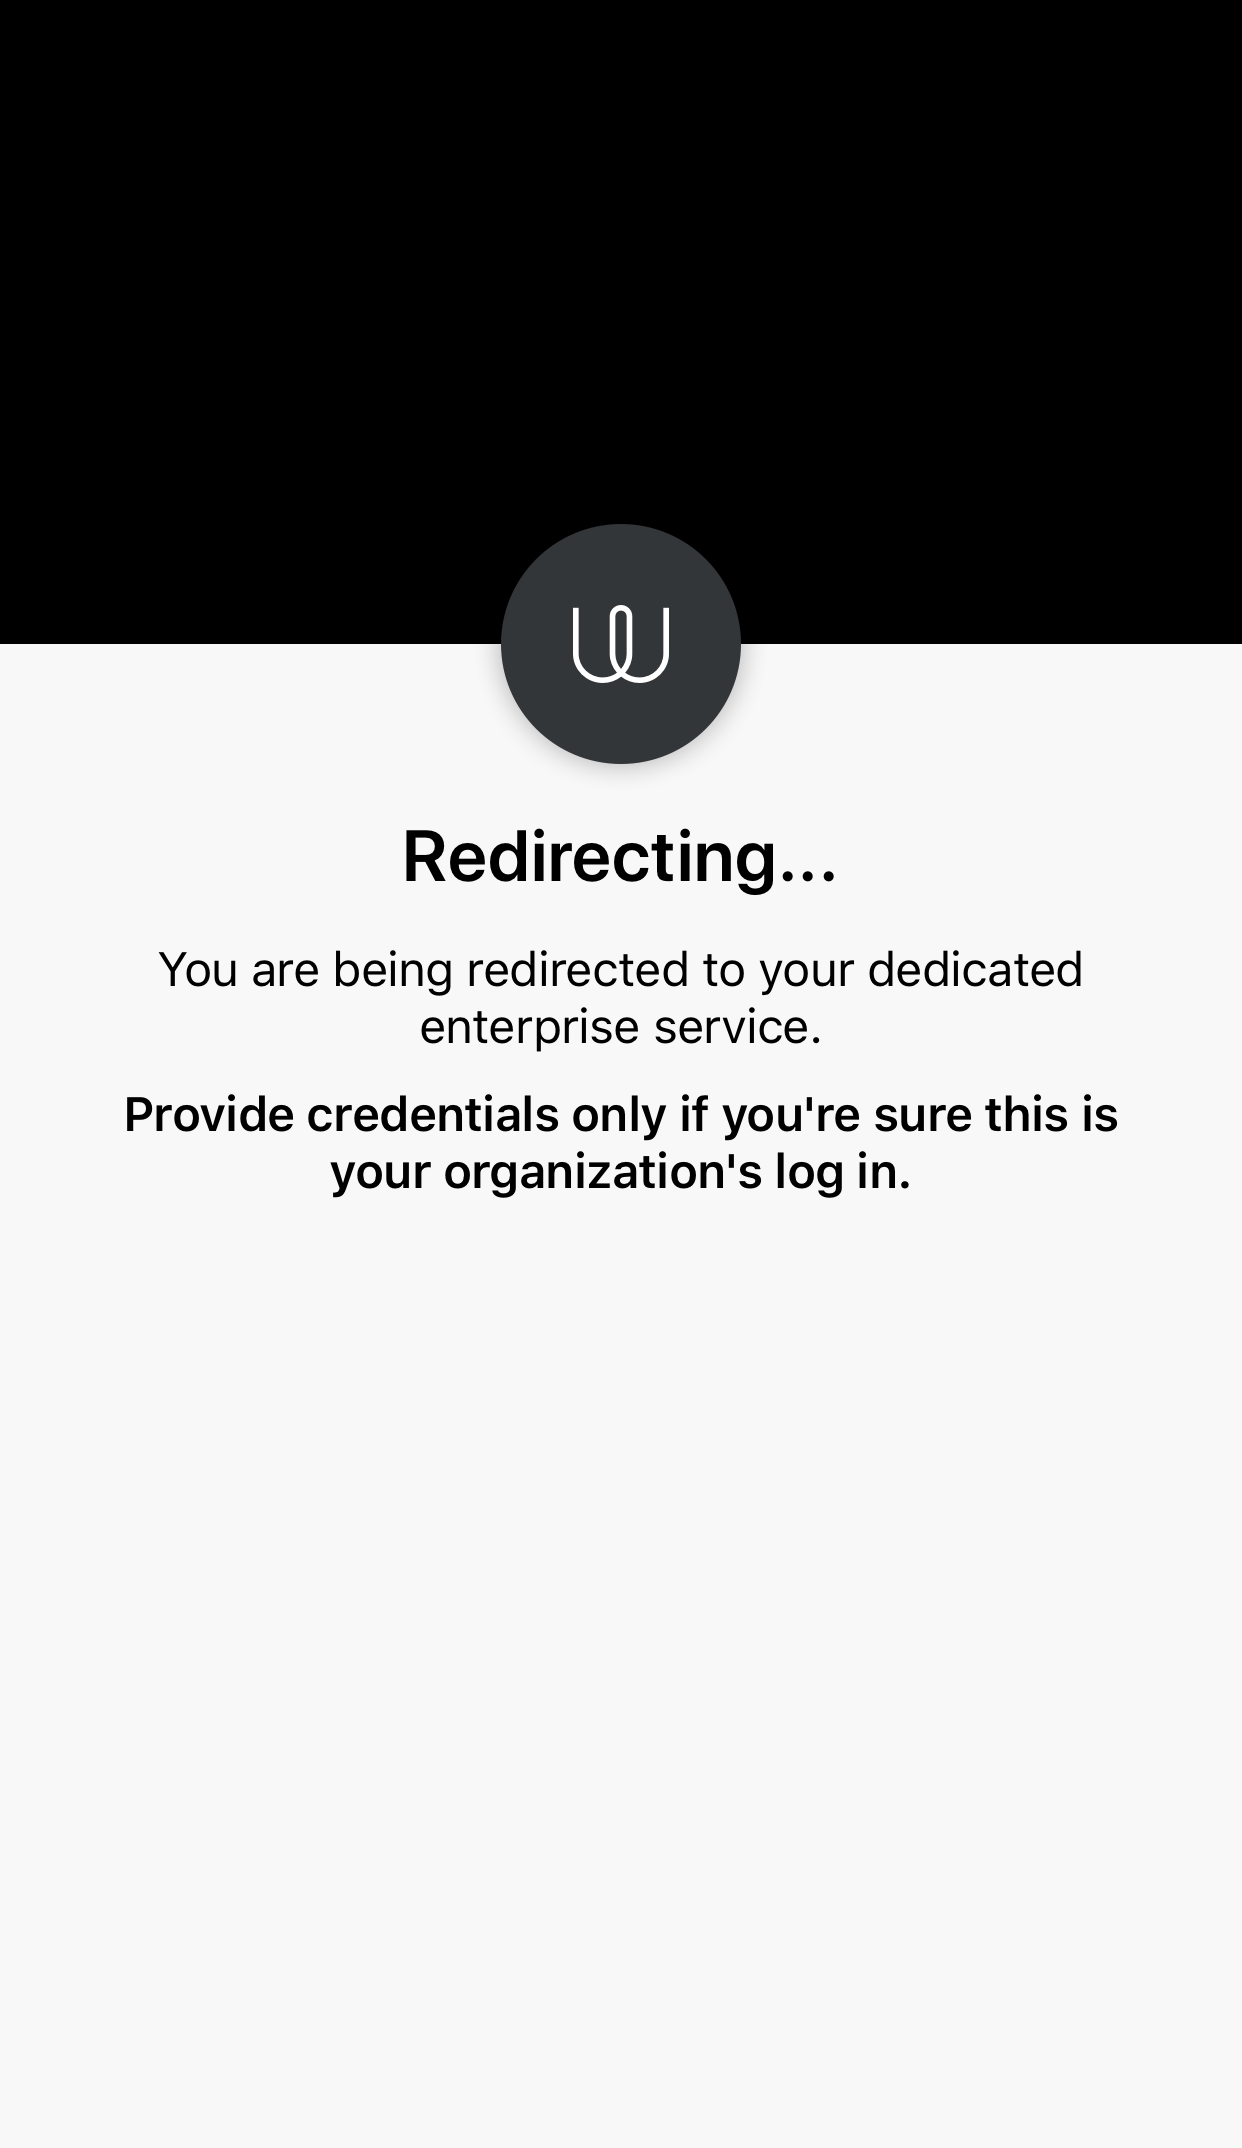 Redirecting...
You are being redirected to your dedicated
enterprise service.
Provide credentials only if you're sure this is
your organization's log in.